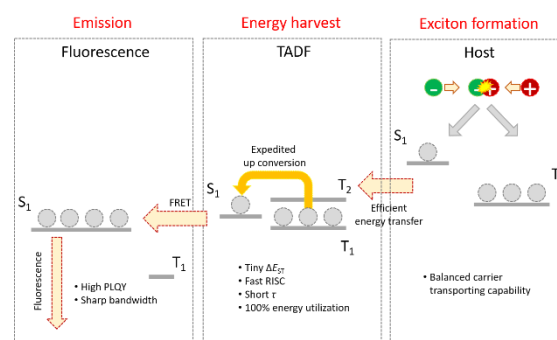 Emission
Energy harvest
Exciton formation
Fluorescence
TADF
Host
-
-
+
+
S1
T
Expedited
up conversion
S1
T2
Efficient
energy transfer
FRET
S1
T1
T1
Fluorescence
• High PLQY
• Sharp bandwidth
• Tiny ΔEST
• Fast RISC
• Short τ
• 100% energy utilization
• Balanced carrier
transporting capability